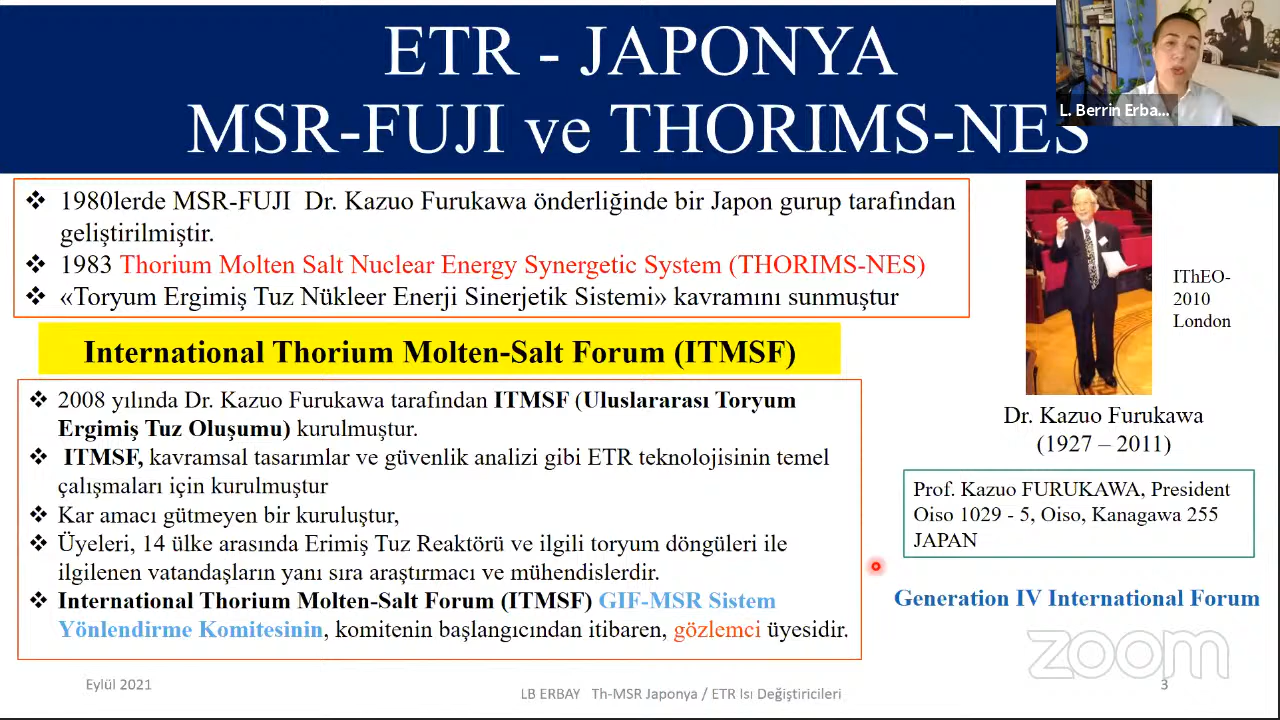 ETR - JAPONYA
MSR-FUJI ve THORIMS-NES
L. Berrin Erba...
❖ 1980lerde MSR-FUJI Dr. Kazuo Furukawa önderliğinde bir Japon gurup tarafından
geliştirilmiştir.
❖ 1983 Thorium Molten Salt Nuclear Energy Synergetic System (THORIMS-NES)
❖ «Toryum Ergimiş Tuz Nükleer Enerji Sinerjetik Sistemi» kavramını sunmuştur
International Thorium Molten-Salt Forum (ITMSF)
❖ 2008 yılında Dr. Kazuo Furukawa tarafından ITMSF (Uluslararası Toryum
Ergimiş Tuz Oluşumu) kurulmuştur.
❖ ITMSF, kavramsal tasarımlar ve güvenlik analizi gibi ETR teknolojisinin temel
çalışmaları için kurulmuştur
❖ Kar amacı gütmeyen bir kuruluştur,
❖ Üyeleri, 14 ülke arasında Erimiş Tuz Reaktörü ve ilgili toryum döngüleri ile
ilgilenen vatandaşların yanı sıra araştırmacı ve mühendislerdir.
❖ International Thorium Molten-Salt Forum (ITMSF) GIF-MSR Sistem
Yönlendirme Komitesinin, komitenin başlangıcından itibaren, gözlemci üyesidir.
IThEO-
2010
London
Dr. Kazuo Furukawa
(1927 – 2011)
Prof. Kazuo FURUKAWA, President
Oiso 1029 - 5, Oiso, Kanagawa 255
JAPAN
Generation IV International Forum
zoom
Eylül 2021
LB ERBAY Th-MSR Japonya / ETR Isı Değiştiricileri
3